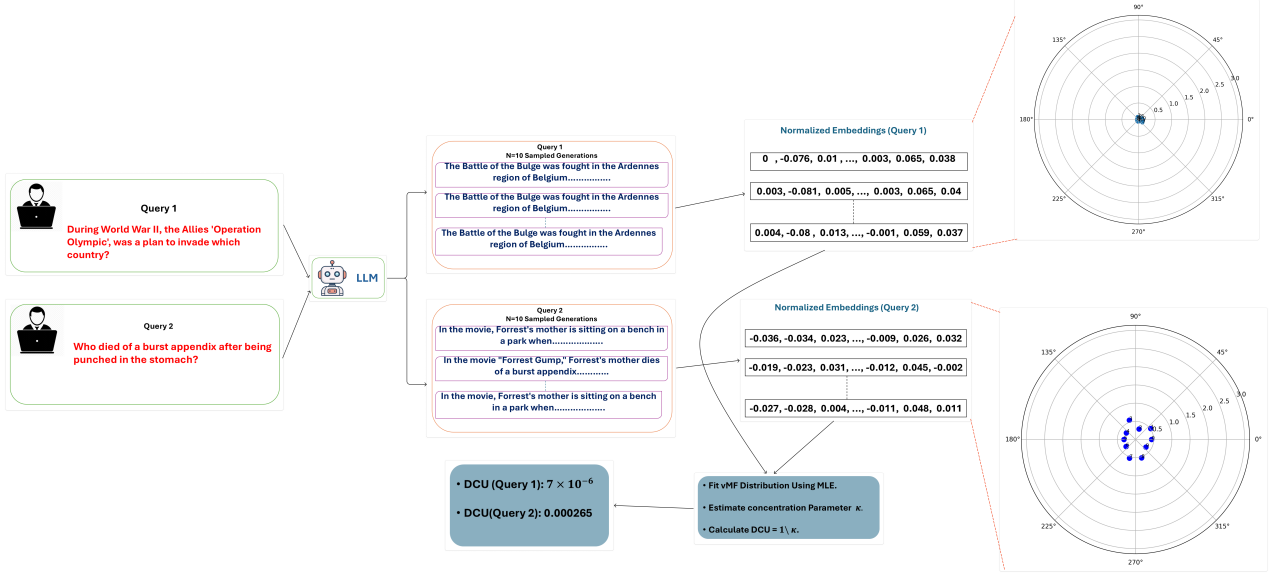 Query 1
During World War II, the Allies 'Operation
Olympic', was a plan to invade which
country?
Query 2
Who died of a burst appendix after being
punched in the stomach?
LLM
Query 1
N=10 Sampled Generations
The Battle of the Bulge was fought in the Ardennes
region of Belgium................
The Battle of the Bulge was fought in the Ardennes
region of Belgium................
The Battle of the Bulge was fought in the Ardennes
region of Belgium................
Query 2
N=10 Sampled Generations
In the movie, Forrest's mother is sitting on a bench in
a park when...................
In the movie "Forrest Gump," Forrest's mother dies
of a burst appendix...........
In the movie, Forrest's mother is sitting on a bench
in a park when...................
Normalized Embeddings (Query 1)
0 , -0.076, 0.01 , ..., 0.003, 0.065, 0.038
0.003, -0.081, 0.005, ..., 0.003, 0.065, 0.04
0.004, -0.08 , 0.013, ..., -0.001, 0.059, 0.037
Normalized Embeddings (Query 2)
-0.036, -0.034, 0.023, ..., -0.009, 0.026, 0.032
-0.019, -0.023, 0.031, ..., -0.012, 0.045, -0.002
-0.027, -0.028, 0.004, ..., -0.011, 0.048, 0.011
• Fit vMF Distribution Using MLE.
• Estimate concentration Parameter κ.
• Calculate DCU = 1\ κ.
• DCU (Query 1): 7 × 10⁻⁶
• DCU(Query 2): 0.000265
90°
135°
45°
3.0
2.5
2.0
1.5
1.0
0.5
180°
0°
225°
315°
270°
90°
135°
45°
3.0
2.5
2.0
1.5
1.0
0.5
180°
0°
225°
315°
270°